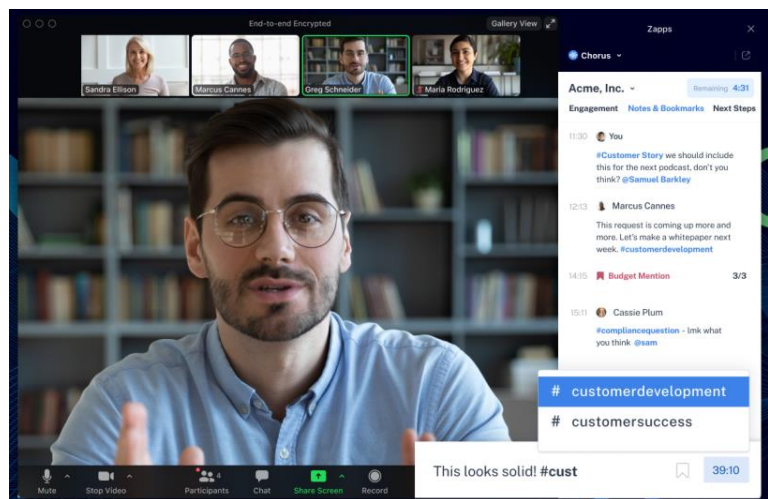 End-to-end Encrypted
Gallery View
Sandra Ellison
Marcus Cannes
Greg Schneider
Maria Rodriguez
Mute
Stop Video
Participants
4
Chat
Share Screen
Record
Zapps
Chorus
Acme, Inc.
Remaining 4:31
Engagement Notes & Bookmarks Next Steps
11:30 You
#Customer Story we should include
this for the next podcast, don't you
think? @Samuel Barkley
12:13 Marcus Cannes
This request is coming up more and
more. Let's make a whitepaper next
week. #customerdevelopment
14:15 Budget Mention 3/3
15:11 Cassie Plum
#compliancequestion - lmk what
you think @sam
# customerdevelopment
# customersuccess
This looks solid! #cust
39:10